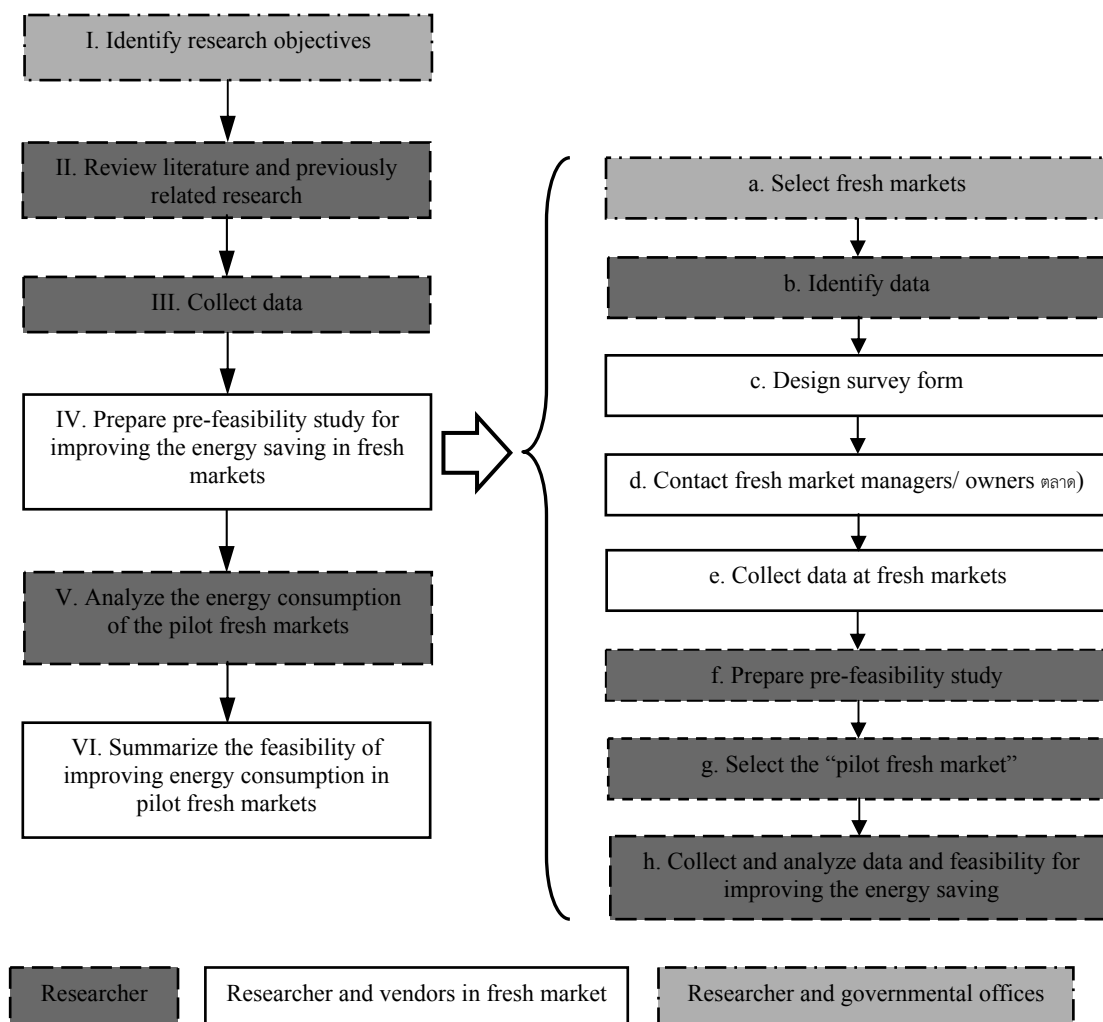 I. Identify research objectives
II. Review literature and previously
related research
III. Collect data
IV. Prepare pre-feasibility study for
improving the energy saving in fresh
markets
V. Analyze the energy consumption
of the pilot fresh markets
VI. Summarize the feasibility of
improving energy consumption in
pilot fresh markets
a. Select fresh markets
b. Identify data
c. Design survey form
d. Contact fresh market managers/ owners ตลาด)
e. Collect data at fresh markets
f. Prepare pre-feasibility study
g. Select the “pilot fresh market”
h. Collect and analyze data and feasibility for
improving the energy saving
Researcher
Researcher and vendors in fresh market
Researcher and governmental offices